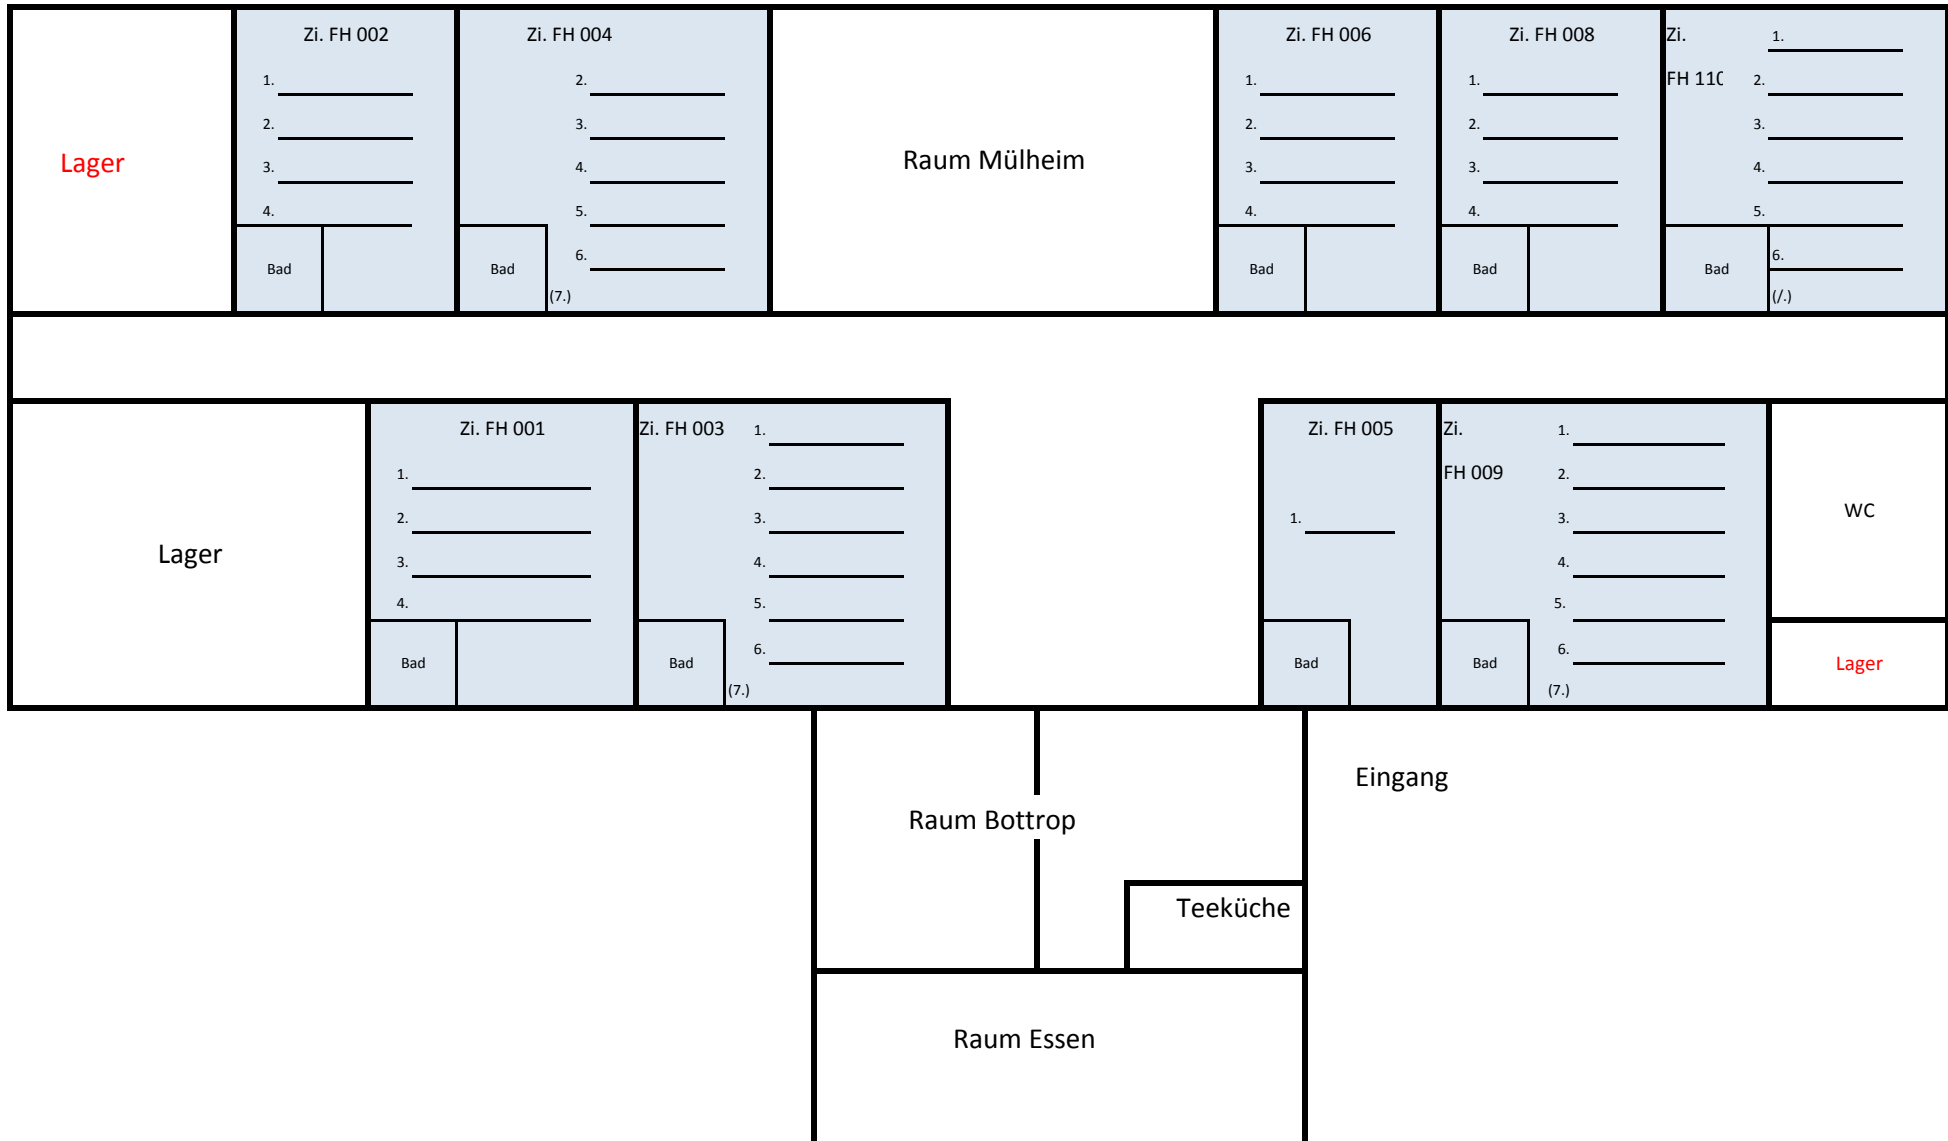 Zi. FH 002
1.
2.
3.
4.
Bad
Zi. FH 004
2.
3.
4.
5.
6.
Bad
(7.)
Zi. FH 006
1.
2.
3.
4.
Bad
Zi. FH 008
1.
2.
3.
4.
Bad
Zi.
FH 110
1.
2.
3.
4.
5.
6.
Bad
(/.)
Lager
Raum Mülheim
Lager
Zi. FH 001
1.
2.
3.
4.
Bad
Zi. FH 003
1.
2.
3.
4.
5.
6.
Bad
(7.)
Zi. FH 005
1.
Bad
Zi.
FH 009
1.
2.
3.
4.
5.
6.
Bad
(7.)
WC
Lager
Eingang
Raum Bottrop
Teeküche
Raum Essen